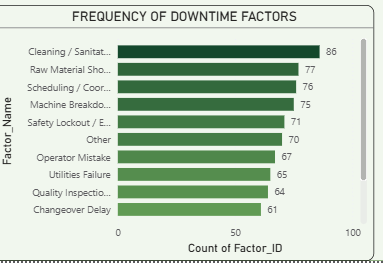 FREQUENCY OF DOWNTIME FACTORS
Factor_Name
Cleaning / Sanitat... 86
Raw Material Sho... 77
Scheduling / Coor... 76
Machine Breakdo... 75
Safety Lockout / E... 71
Other 70
Operator Mistake 67
Utilities Failure 65
Quality Inspectio... 64
Changeover Delay 61
0 50 100
Count of Factor_ID